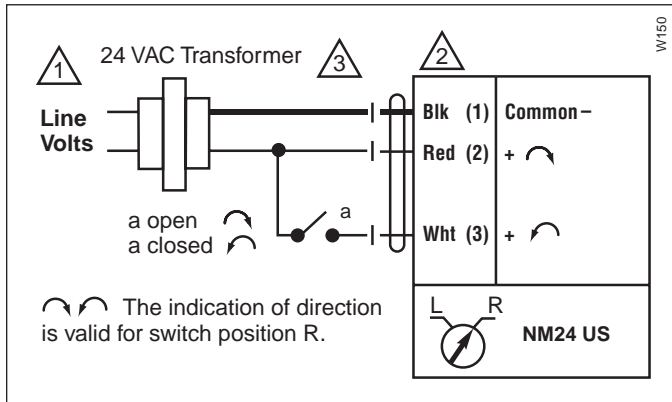 W150
1 24 VAC Transformer 3 2
Line
Volts
Blk (1) Common –
Red (2) +
a
Wht (3) +
a open
a closed
The indication of direction
is valid for switch position R.
L R
NM24 US